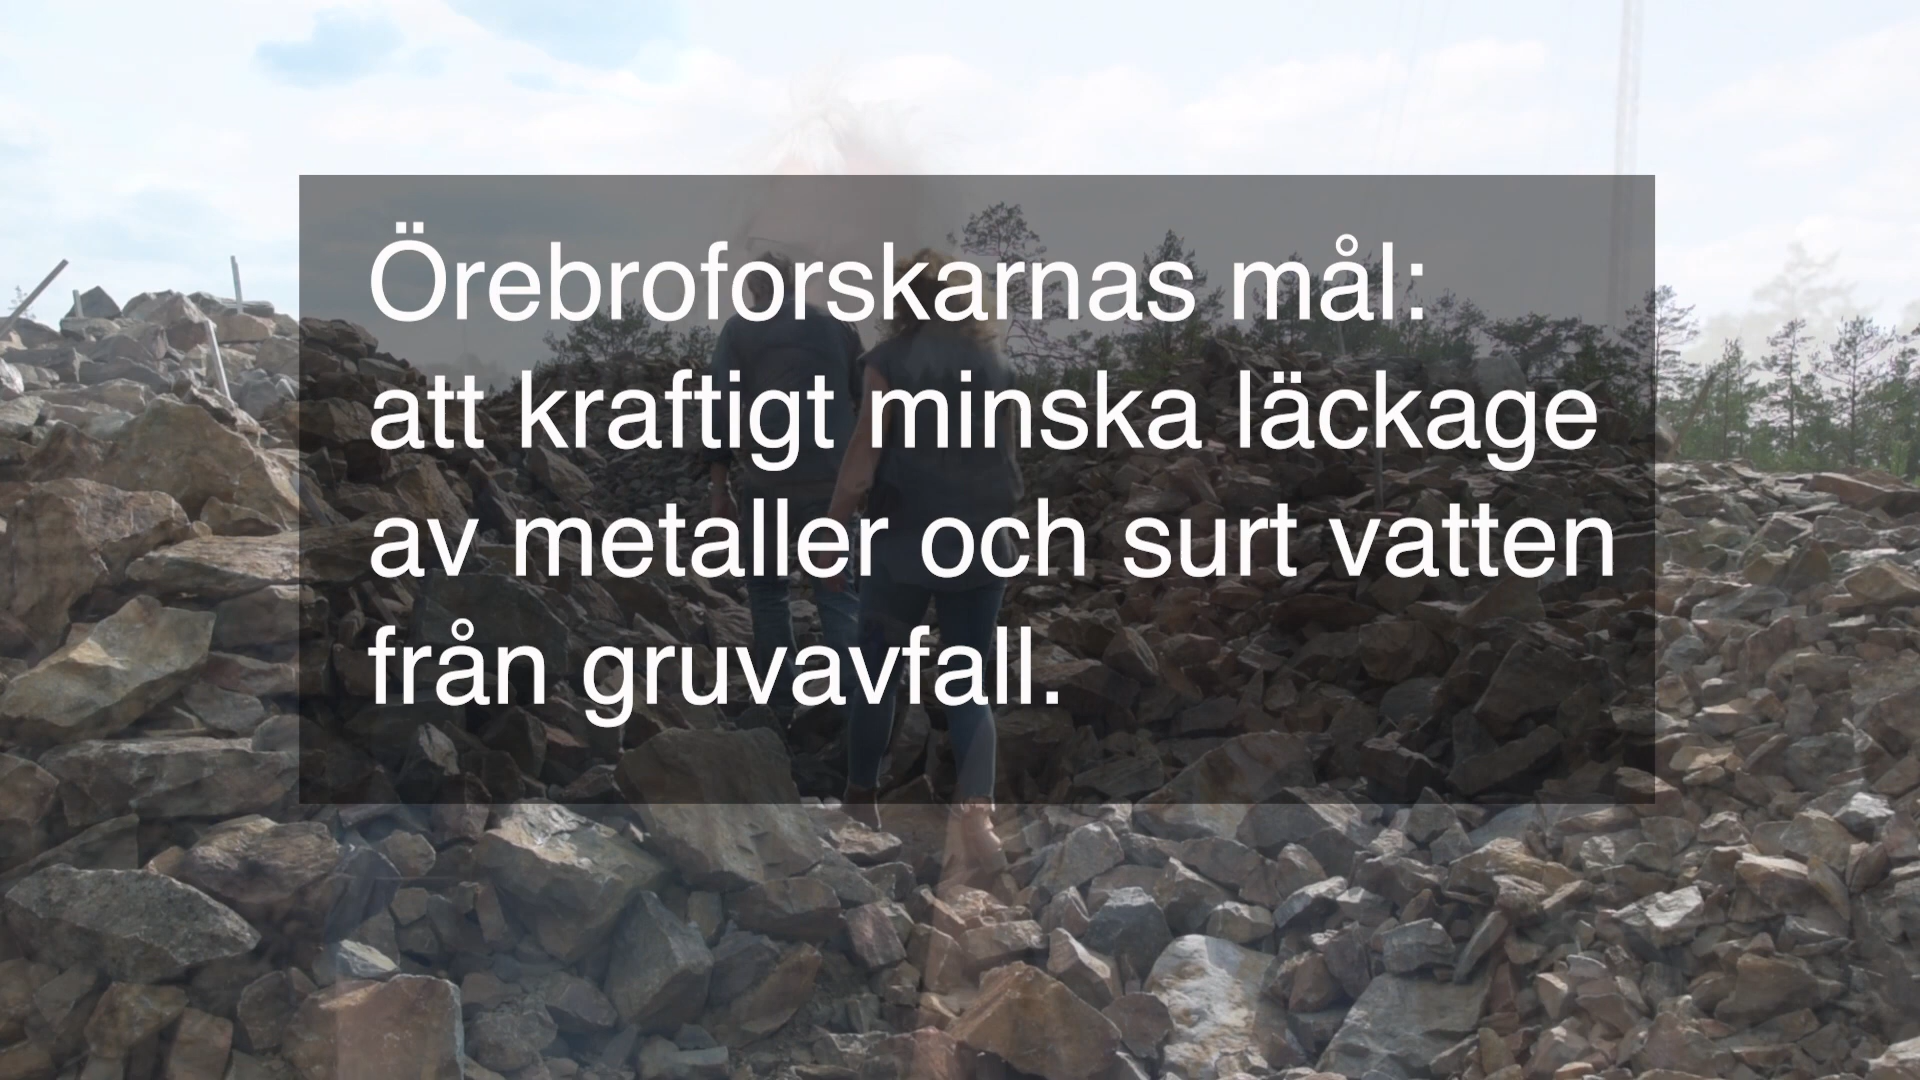 Örebroforskarnas mål:
att kraftigt minska läckage
av metaller och surt vatten
från gruvavfall.